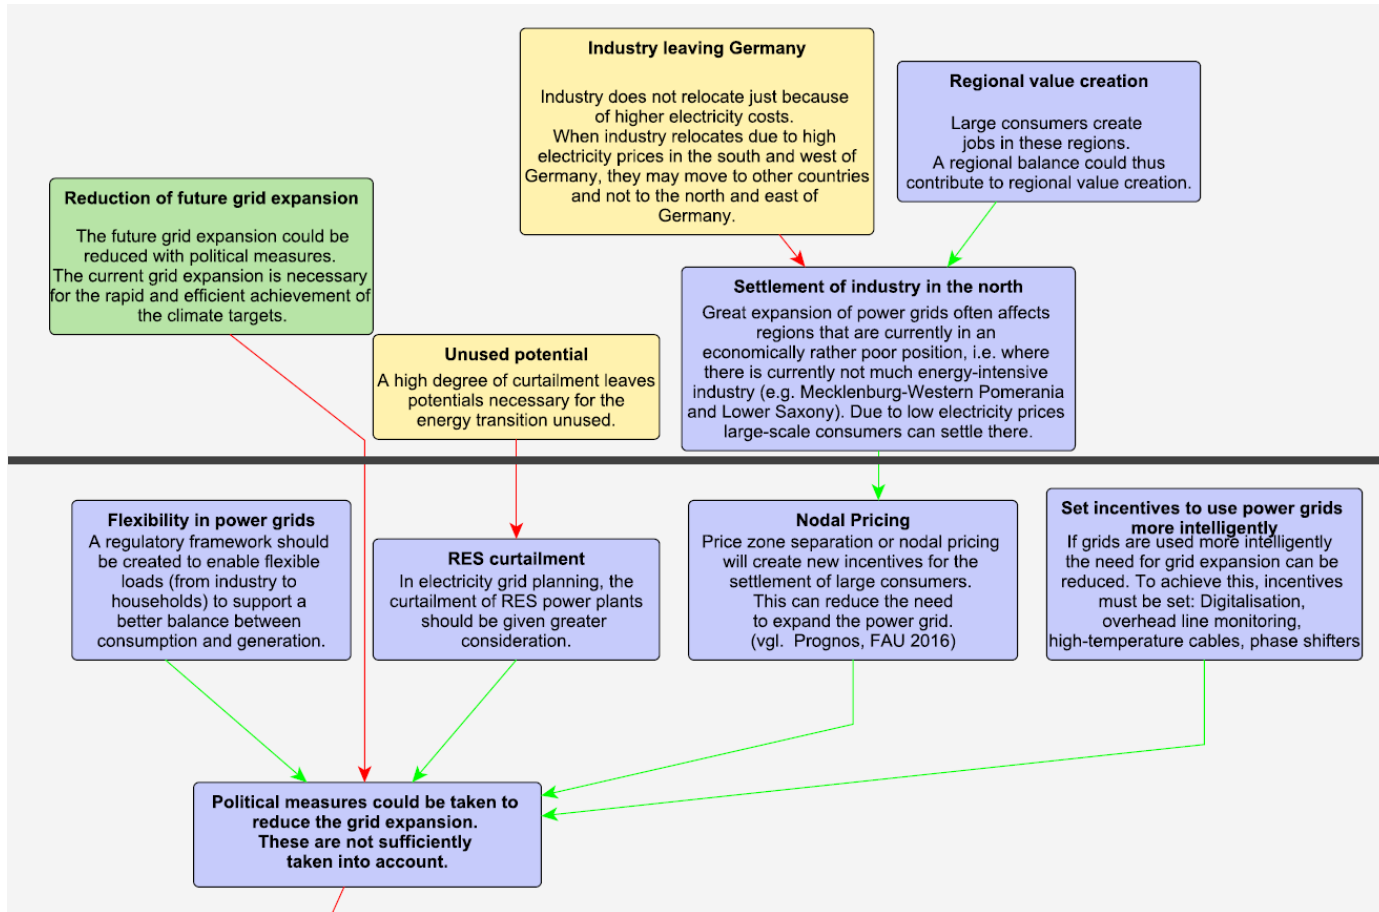 Industry leaving Germany
Industry does not relocate just because
of higher electricity costs.
When industry relocates due to high
electricity prices in the south and west of
Germany, they may move to other countries
and not to the north and east of
Germany.
Regional value creation
Large consumers create
jobs in these regions.
A regional balance could thus
contribute to regional value creation.
Reduction of future grid expansion
The future grid expansion could be
reduced with political measures.
The current grid expansion is necessary
for the rapid and efficient achievement of
the climate targets.
Unused potential
A high degree of curtailment leaves
potentials necessary for the
energy transition unused.
Settlement of industry in the north
Great expansion of power grids often affects
regions that are currently in an
economically rather poor position, i.e. where
there is currently not much energy-intensive
industry (e.g. Mecklenburg-Western Pomerania
and Lower Saxony). Due to low electricity prices
large-scale consumers can settle there.
Flexibility in power grids
A regulatory framework should
be created to enable flexible
loads (from industry to
households) to support a
better balance between
consumption and generation.
RES curtailment
In electricity grid planning, the
curtailment of RES power plants
should be given greater
consideration.
Nodal Pricing
Price zone separation or nodal pricing
will create new incentives for the
settlement of large consumers.
This can reduce the need
to expand the power grid.
(vgl. Prognos, FAU 2016)
Set incentives to use power grids
more intelligently
If grids are used more intelligently
the need for grid expansion can be
reduced. To achieve this, incentives
must be set: Digitalisation,
overhead line monitoring,
high-temperature cables, phase shifters
Political measures could be taken to
reduce the grid expansion.
These are not sufficiently
taken into account.